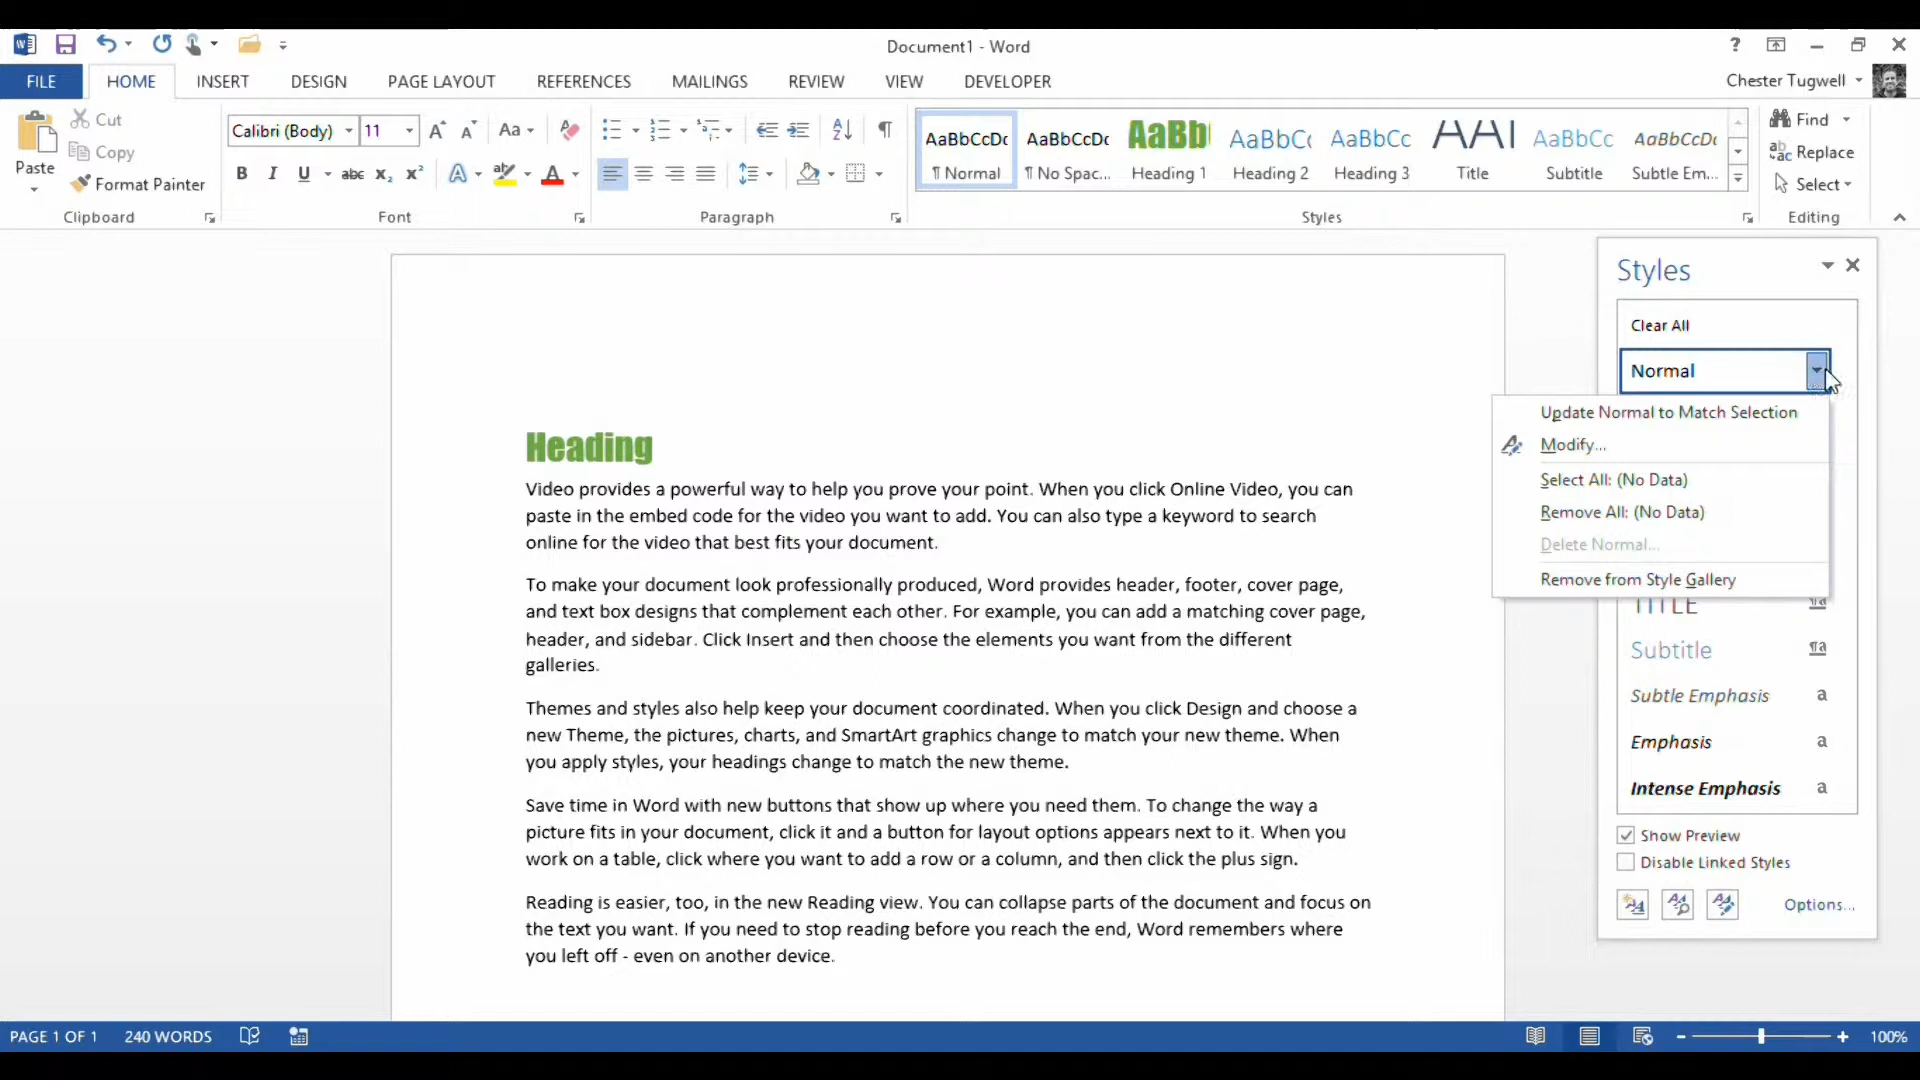 Document1 - Word
?
FILE
HOME
INSERT
DESIGN
PAGE LAYOUT
REFERENCES
MAILINGS
REVIEW
VIEW
DEVELOPER
Chester Tugwell
Paste
Cut
Copy
Format Painter
Clipboard
Calibri (Body)
11
Aa
B I U abc x₂ x²
Font
Paragraph
AaBbCcDc
¶ Normal
AaBbCcDc
¶ No Spac...
AaBb
Heading 1
AaBbC
Heading 2
AaBbCc
Heading 3
AA
Title
AaBbCc
Subtitle
AaBbCcDc
Subtle Em...
Styles
Find
Replace
Select
Editing
Styles
Clear All
Normal
Update Normal to Match Selection
Modify...
Select All: (No Data)
Remove All: (No Data)
Delete Normal...
Remove from Style Gallery
TITLE
Subtitle
Subtle Emphasis a
Emphasis a
Intense Emphasis a
Show Preview
Disable Linked Styles
Options...
Heading
Video provides a powerful way to help you prove your point. When you click Online Video, you can
paste in the embed code for the video you want to add. You can also type a keyword to search
online for the video that best fits your document.
To make your document look professionally produced, Word provides header, footer, cover page,
and text box designs that complement each other. For example, you can add a matching cover page,
header, and sidebar. Click Insert and then choose the elements you want from the different
galleries.
Themes and styles also help keep your document coordinated. When you click Design and choose a
new Theme, the pictures, charts, and SmartArt graphics change to match your new theme. When
you apply styles, your headings change to match the new theme.
Save time in Word with new buttons that show up where you need them. To change the way a
picture fits in your document, click it and a button for layout options appears next to it. When you
work on a table, click where you want to add a row or a column, and then click the plus sign.
Reading is easier, too, in the new Reading view. You can collapse parts of the document and focus on
the text you want. If you need to stop reading before you reach the end, Word remembers where
you left off - even on another device.
PAGE 1 OF 1
240 WORDS
100%